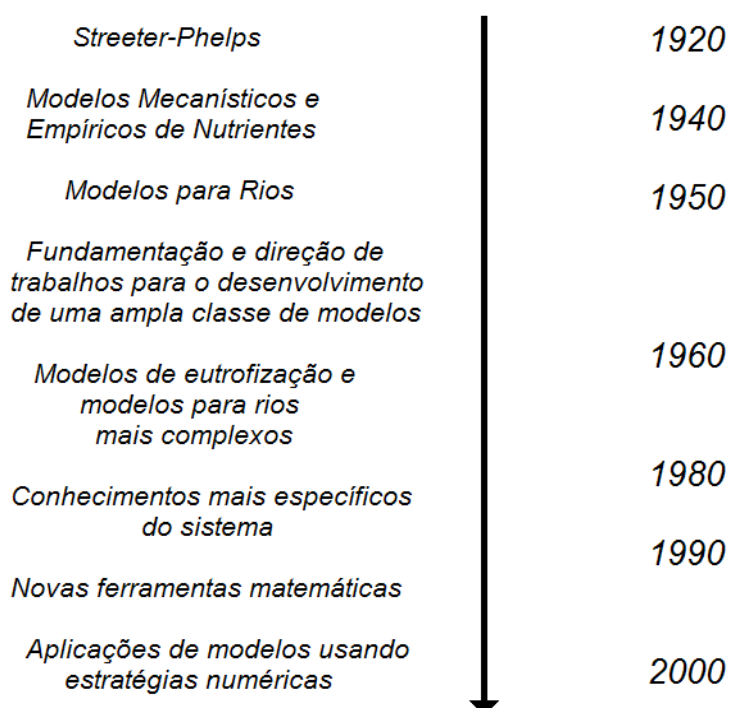 Streeter-Phelps
1920
Modelos Mecanísticos e
Empíricos de Nutrientes
1940
Modelos para Rios
1950
Fundamentação e direção de
trabalhos para o desenvolvimento
de uma ampla classe de modelos
1960
Modelos de eutrofização e
modelos para rios
mais complexos
1980
Conhecimentos mais específicos
do sistema
1990
Novas ferramentas matemáticas
Aplicações de modelos usando
estratégias numéricas
2000